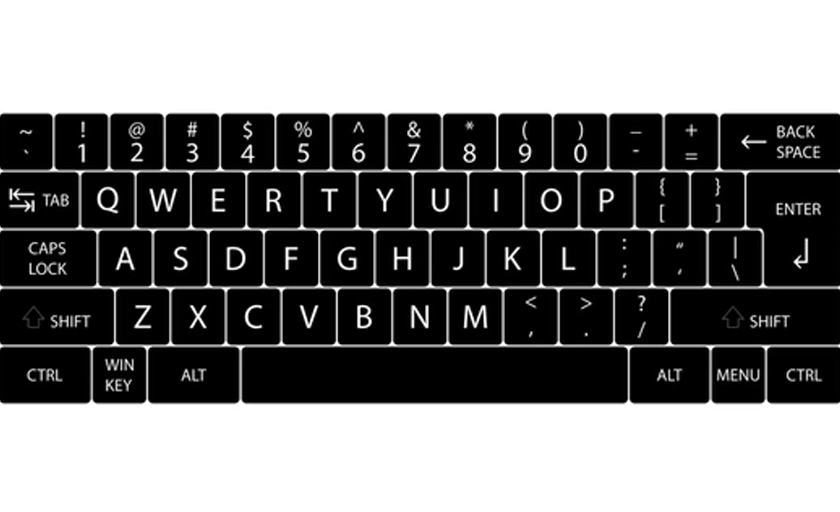 ~ ! @ # $ % ^ & * ( ) _ + BACK
` 1 2 3 4 5 6 7 8 9 0 - = ← SPACE
TAB Q W E R T Y U I O P { } ENTER
[ ]
CAPS A S D F G H J K L : “ |
LOCK ; ‘ \
SHIFT Z X C V B N M < > ? SHIFT
, . /
CTRL WIN ALT ALT MENU CTRL
KEY